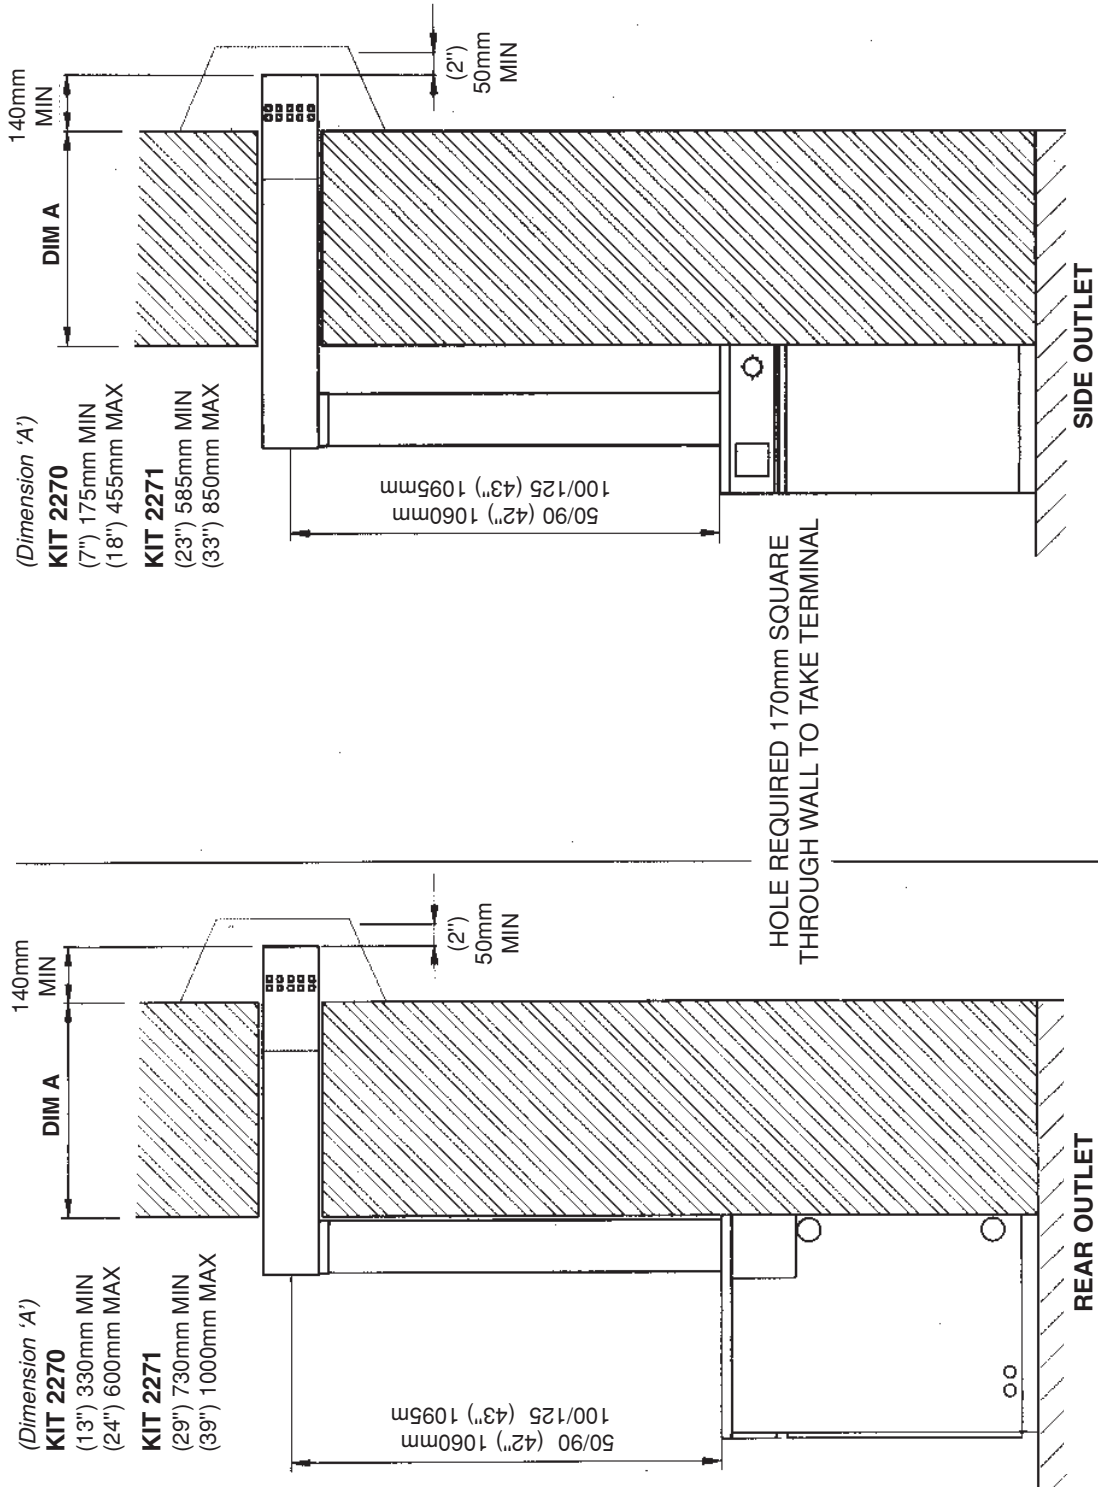 (Dimension 'A')
KIT 2270
(13") 330mm MIN
(24") 600mm MAX
KIT 2271
(29") 730mm MIN
(39") 1000mm MAX
DIM A
140mm
MIN
(2")
50mm
MIN
50/90 (42") 1060mm
100/125 (43") 1095m
REAR OUTLET
HOLE REQUIRED 170mm SQUARE
THROUGH WALL TO TAKE TERMINAL
(Dimension 'A')
KIT 2270
(7") 175mm MIN
(18") 455mm MAX
KIT 2271
(23") 585mm MIN
(33") 850mm MAX
DIM A
140mm
MIN
(2")
50mm
MIN
50/90 (42") 1060mm
100/125 (43") 1095mm
SIDE OUTLET